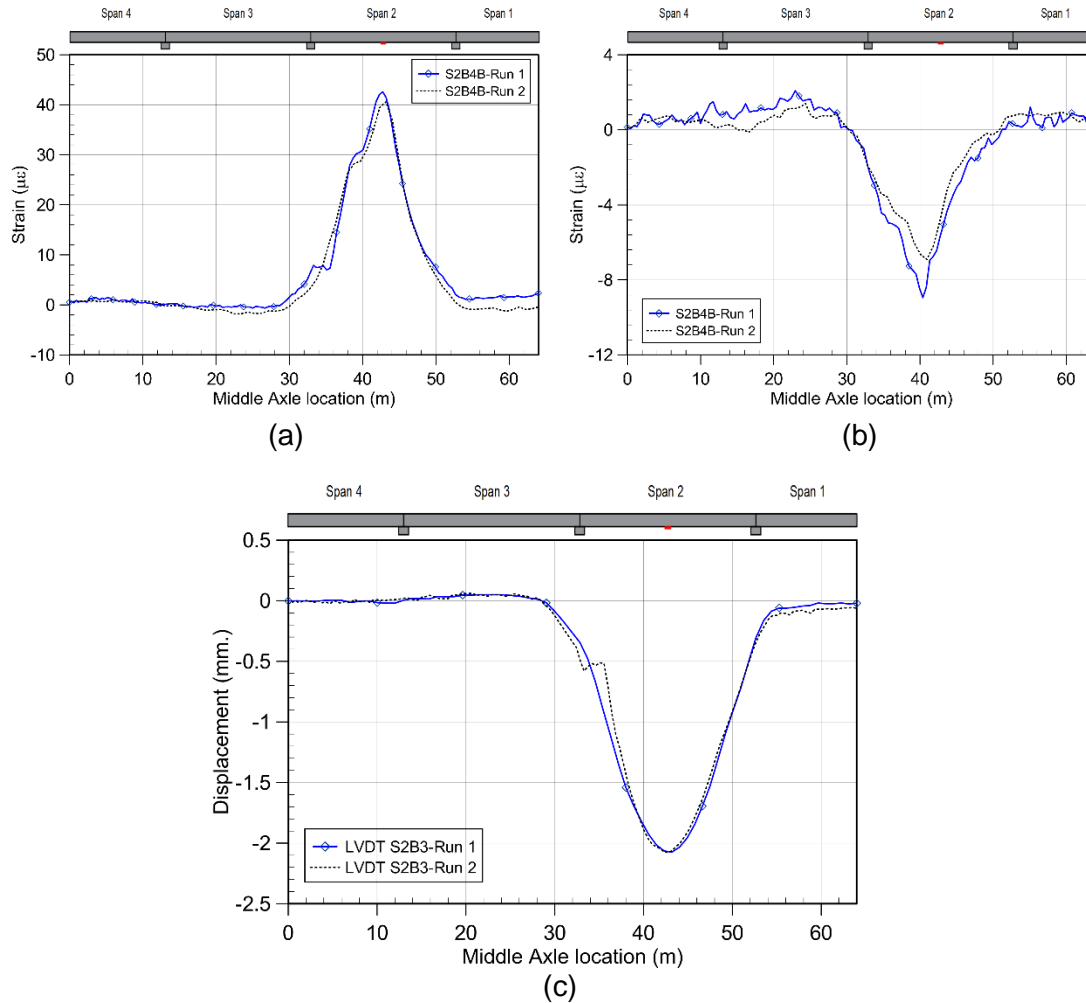 Span 4 Span 3 Span 2 Span 1
50
40
30
20
10
0
-10
Strain (με)
S2B4B-Run 1
S2B4B-Run 2
0 10 20 30 40 50 60
Middle Axle location (m)
(a)
Span 4 Span 3 Span 2 Span 1
4
0
-4
-8
-12
Strain (με)
S2B4B-Run 1
S2B4B-Run 2
0 10 20 30 40 50 60
Middle Axle location (m)
(b)
Span 4 Span 3 Span 2 Span 1
0.5
0
-0.5
-1
-1.5
-2
-2.5
Displacement (mm.)
LVDT S2B3-Run 1
LVDT S2B3-Run 2
0 10 20 30 40 50 60
Middle Axle location (m)
(c)